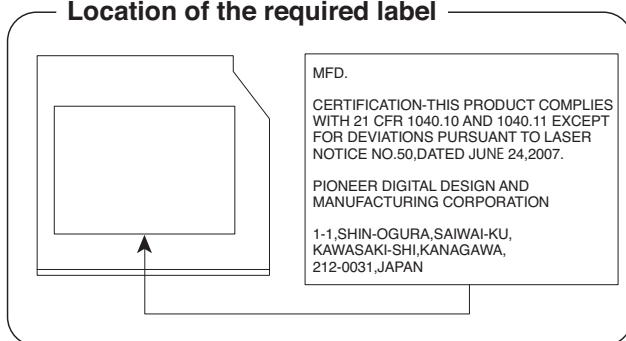 Location of the required label
MFD.
CERTIFICATION-THIS PRODUCT COMPLIES
WITH 21 CFR 1040.10 AND 1040.11 EXCEPT
FOR DEVIATIONS PURSUANT TO LASER
NOTICE NO.50,DATED JUNE 24,2007.
PIONEER DIGITAL DESIGN AND
MANUFACTURING CORPORATION
1-1,SHIN-OGURA,SAIWAI-KU,
KAWASAKI-SHI,KANAGAWA,
212-0031,JAPAN